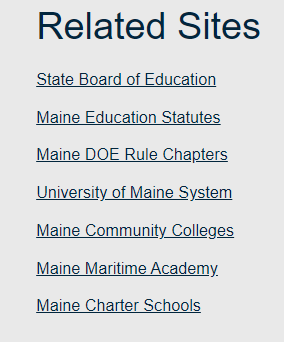 Related Sites
State Board of Education
Maine Education Statutes
Maine DOE Rule Chapters
University of Maine System
Maine Community Colleges
Maine Maritime Academy
Maine Charter Schools